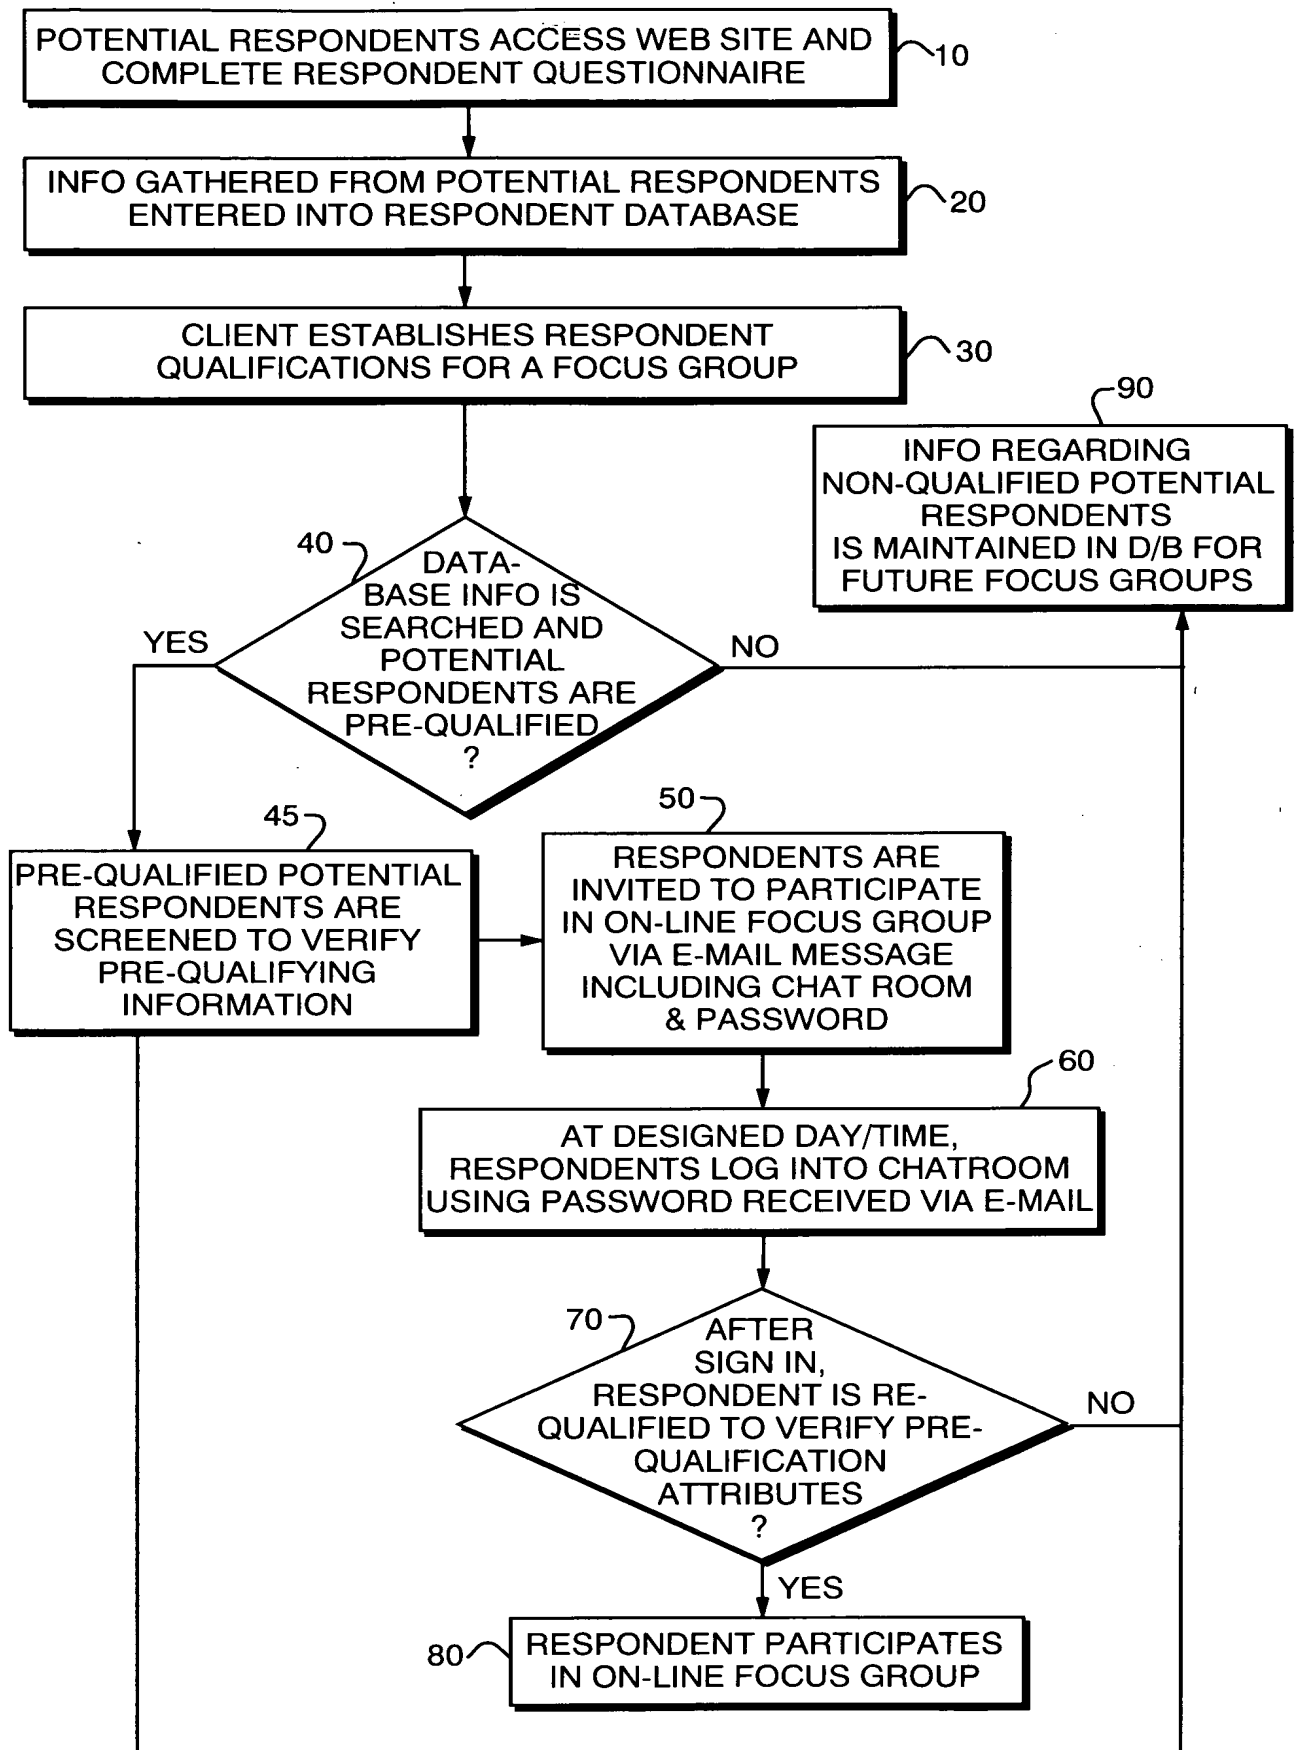 POTENTIAL RESPONDENTS ACCESS WEB SITE AND
COMPLETE RESPONDENT QUESTIONNAIRE
10
INFO GATHERED FROM POTENTIAL RESPONDENTS
ENTERED INTO RESPONDENT DATABASE
20
CLIENT ESTABLISHES RESPONDENT
QUALIFICATIONS FOR A FOCUS GROUP
30
90
INFO REGARDING
NON-QUALIFIED POTENTIAL
RESPONDENTS
IS MAINTAINED IN D/B FOR
FUTURE FOCUS GROUPS
40
DATA-
BASE INFO IS
SEARCHED AND
POTENTIAL
RESPONDENTS ARE
PRE-QUALIFIED
?
YES
NO
45
PRE-QUALIFIED POTENTIAL
RESPONDENTS ARE
SCREENED TO VERIFY
PRE-QUALIFYING
INFORMATION
50
RESPONDENTS ARE
INVITED TO PARTICIPATE
IN ON-LINE FOCUS GROUP
VIA E-MAIL MESSAGE
INCLUDING CHAT ROOM
& PASSWORD
60
AT DESIGNED DAY/TIME,
RESPONDENTS LOG INTO CHATROOM
USING PASSWORD RECEIVED VIA E-MAIL
70
AFTER
SIGN IN,
RESPONDENT IS RE-
QUALIFIED TO VERIFY PRE-
QUALIFICATION
ATTRIBUTES
?
NO
YES
80
RESPONDENT PARTICIPATES
IN ON-LINE FOCUS GROUP